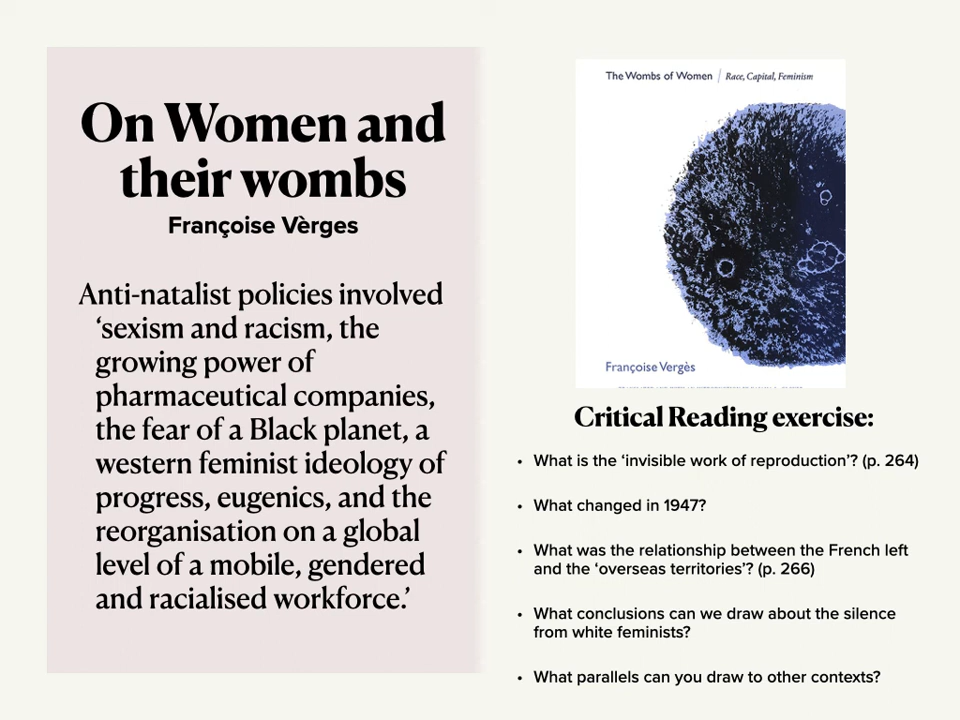 On Women and
their wombs
Françoise Vèrges
Anti-natalist policies involved
‘sexism and racism, the
growing power of
pharmaceutical companies,
the fear of a Black planet, a
western feminist ideology of
progress, eugenics, and the
reorganisation on a global
level of a mobile, gendered
and racialised workforce.’
The Wombs of Women / Race, Capital, Feminism
Françoise Vergès
Critical Reading exercise:
• What is the ‘invisible work of reproduction’? (p. 264)
• What changed in 1947?
• What was the relationship between the French left
and the ‘overseas territories’? (p. 266)
• What conclusions can we draw about the silence
from white feminists?
• What parallels can you draw to other contexts?